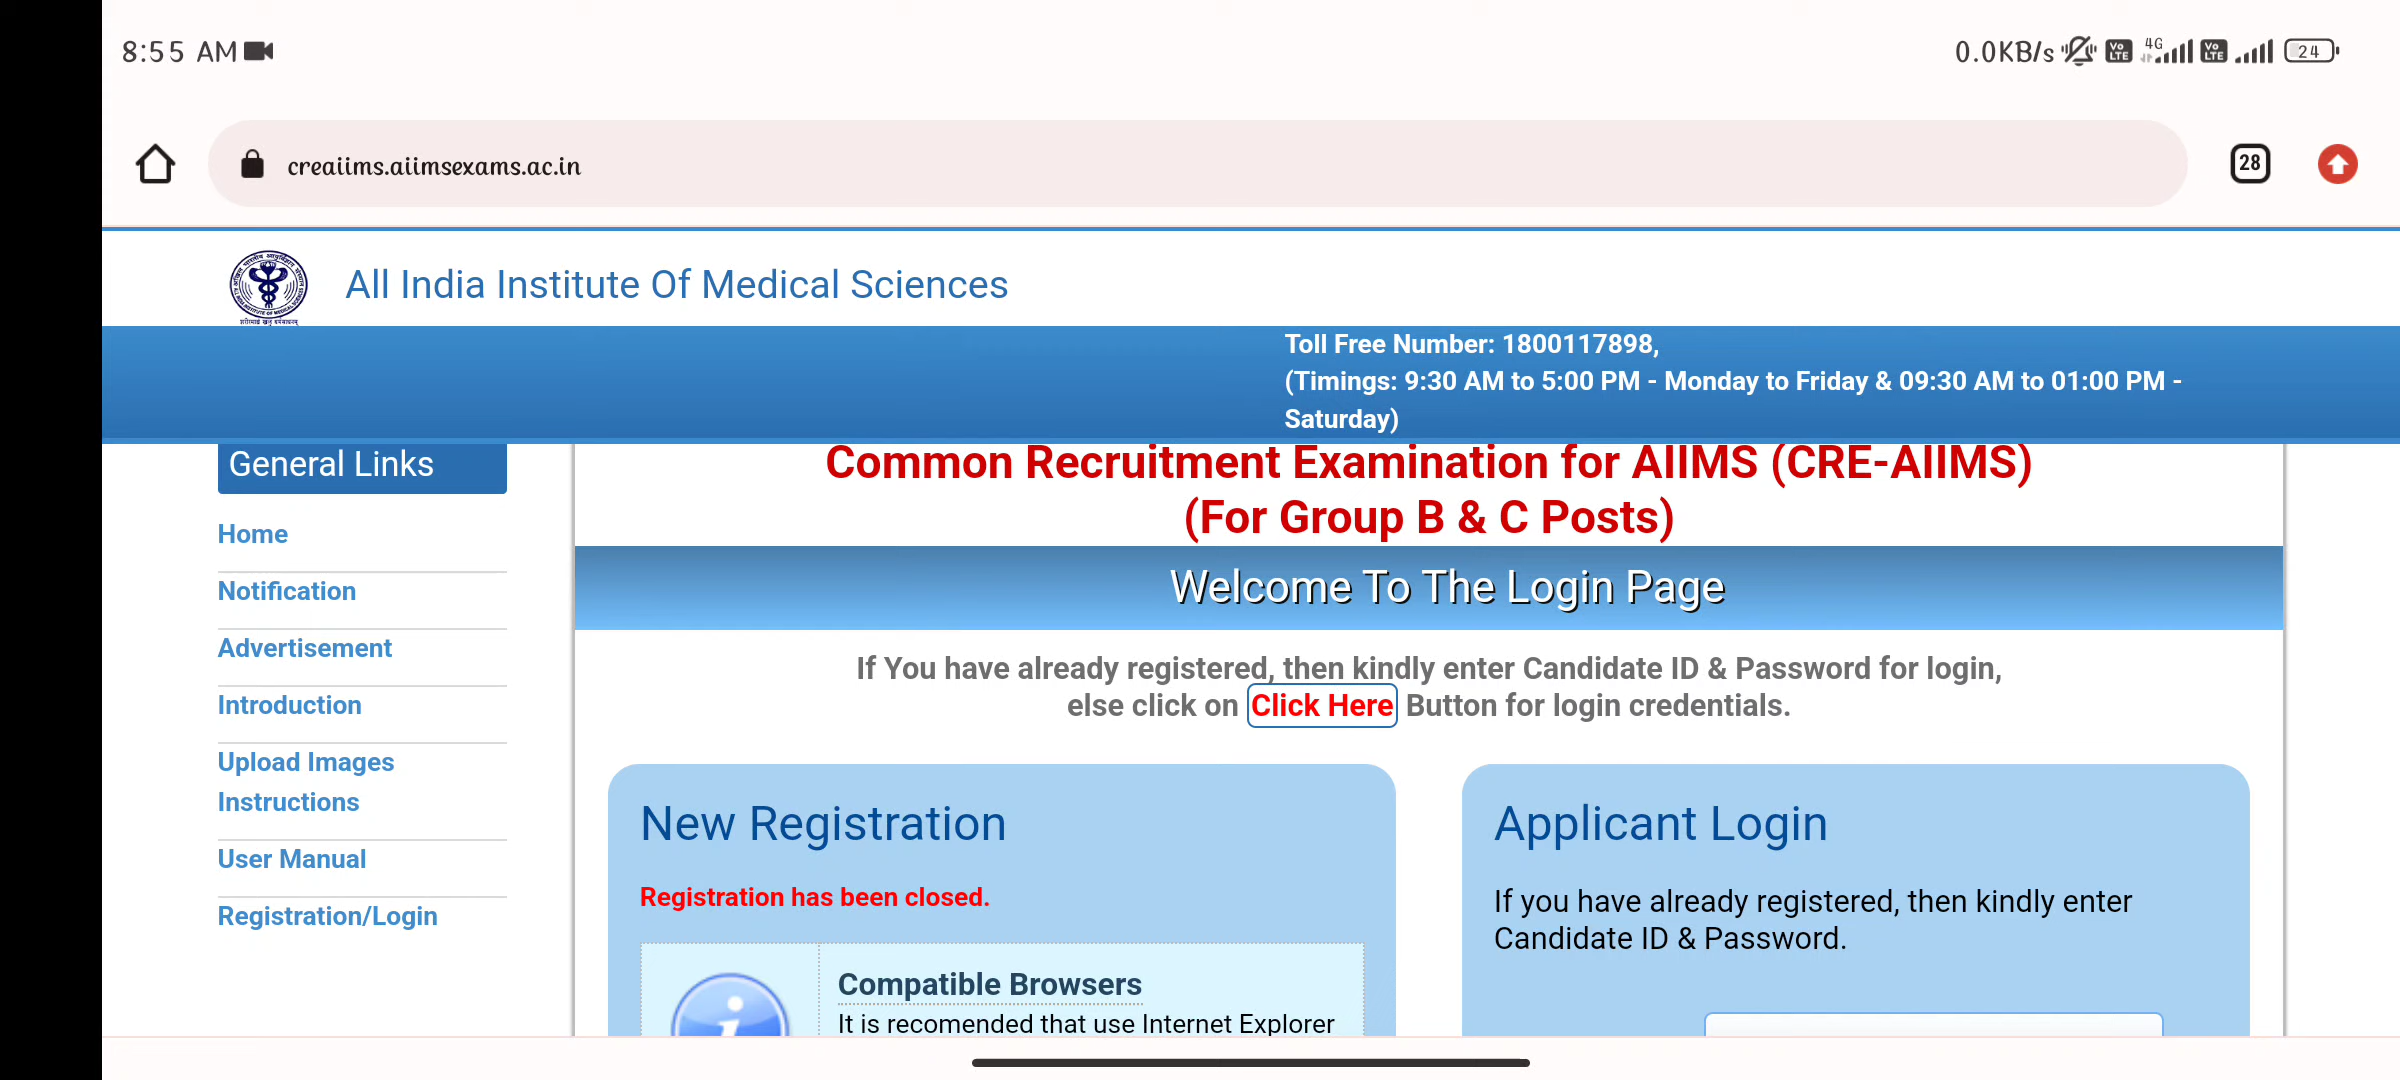 8:55 AM
0.0KB/s
Vo LTE
4G
Vo LTE
24
creaiims.aiimsexams.ac.in
28
All India Institute Of Medical Sciences
Toll Free Number: 1800117898,
(Timings: 9:30 AM to 5:00 PM - Monday to Friday & 09:30 AM to 01:00 PM -
Saturday)
General Links
Home
Notification
Advertisement
Introduction
Upload Images
Instructions
User Manual
Registration/Login
Common Recruitment Examination for AIIMS (CRE-AIIMS)
(For Group B & C Posts)
Welcome To The Login Page
If You have already registered, then kindly enter Candidate ID & Password for login,
else click on Click Here Button for login credentials.
New Registration
Registration has been closed.
Compatible Browsers
It is recomended that use Internet Explorer
Applicant Login
If you have already registered, then kindly enter
Candidate ID & Password.